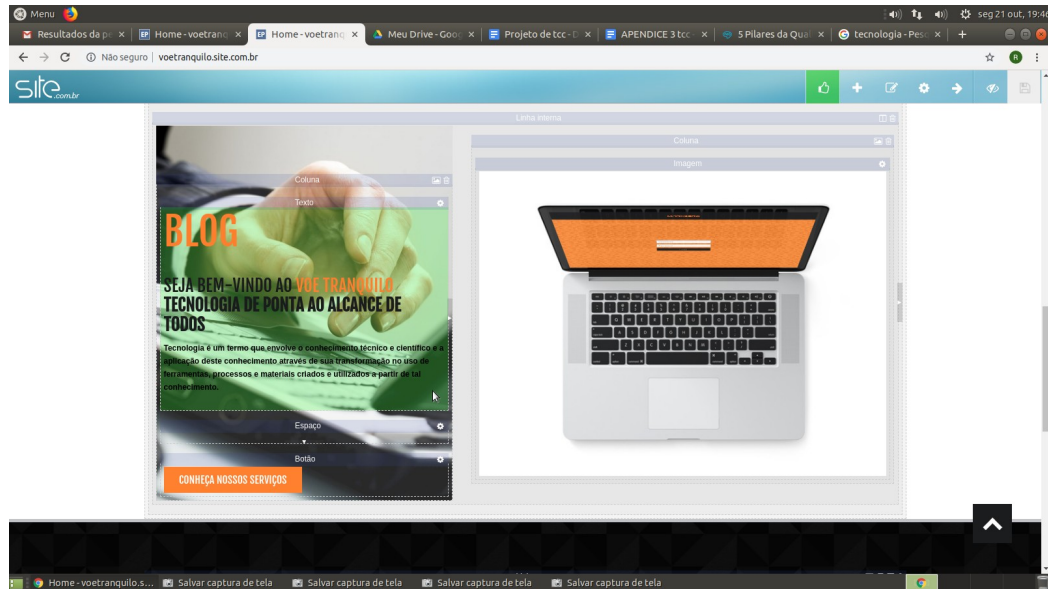 Menu
seg 21 out, 19:46
Resultados da pe
Home - voetranq
Home - voetranq
Meu Drive - Goog
Projeto de tcc - D
APENDICE 3 tcc -
5 Pilares da Qual
tecnologia - Pesq
Não seguro
voetranquilo.site.com.br
R
site.com.br
Linha interna
Coluna
Imagem
Coluna
Texto
BLOG
SEJA BEM-VINDO AO VOE TRANQUILO
TECNOLOGIA DE PONTA AO ALCANCE DE
TODOS
Tecnologia é um termo que envolve o conhecimento técnico e científico e a
aplicação deste conhecimento através de sua transformação no uso de
ferramentas, processos e materiais criados e utilizados a partir de tal
conhecimento.
Espaço
Botão
CONHEÇA NOSSOS SERVIÇOS
Home - voetranquilo.s...
Salvar captura de tela
Salvar captura de tela
Salvar captura de tela
Salvar captura de tela